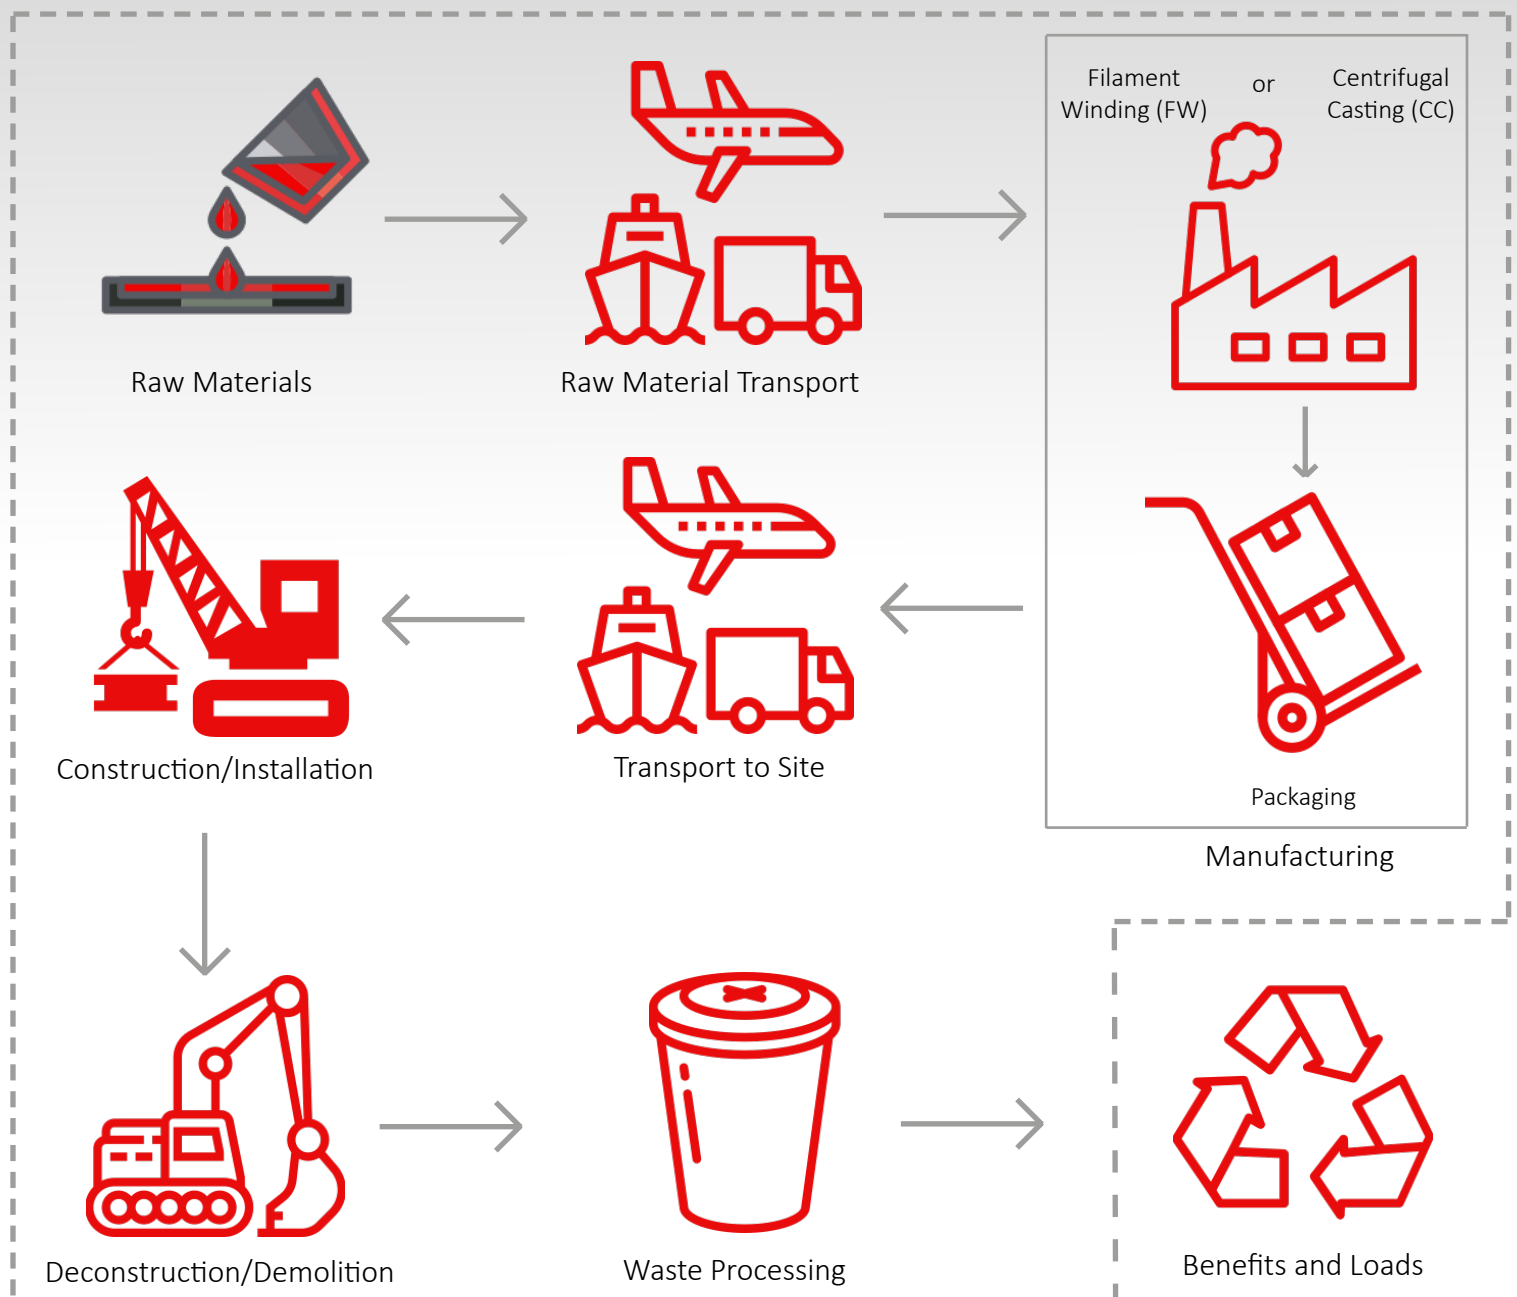 Filament
Winding (FW)
or
Centrifugal
Casting (CC)
Raw Materials
Raw Material Transport
Construction/Installation
Transport to Site
Packaging
Manufacturing
Deconstruction/Demolition
Waste Processing
Benefits and Loads